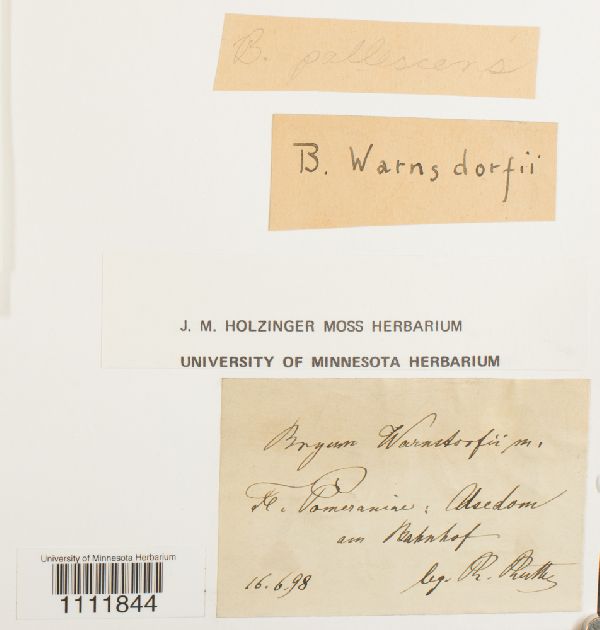 B. pallescens
B. Warnsdorfii
J. M. HOLZINGER MOSS HERBARIUM
UNIVERSITY OF MINNESOTA HERBARIUM
Bryum Warnstorfii m.
Fl. Pomeraniae: Usedom
am Bahnhof
16.6.98 leg. R. Ruthe
University of Minnesota Herbarium
1111844